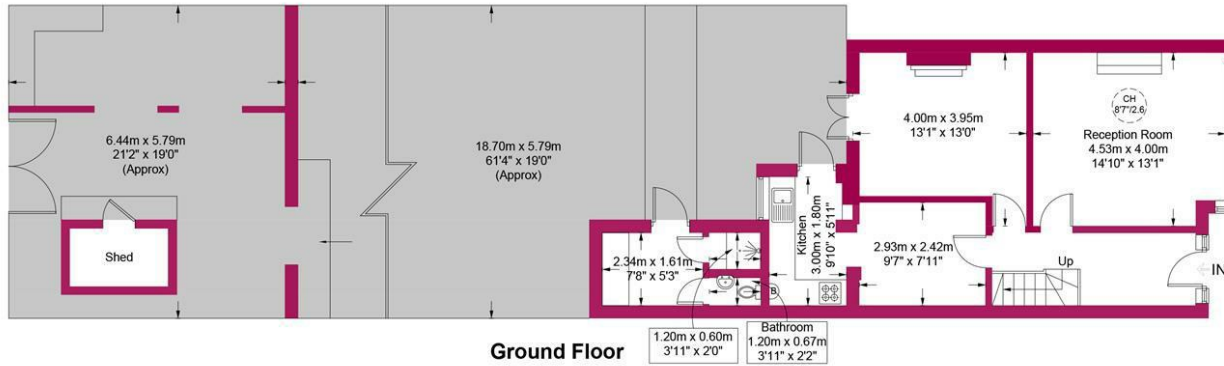 6.44m x 5.79m
21'2" x 19'0"
(Approx)
Shed
18.70m x 5.79m
61'4" x 19'0"
(Approx)
4.00m x 3.95m
13'1" x 13'0"
CH
8'7"/2.6
Reception Room
4.53m x 4.00m
14'10" x 13'1"
Kitchen
3.00m x 1.80m
9'10" x 5'11"
2.34m x 1.61m
7'8" x 5'3"
2.93m x 2.42m
9'7" x 7'11"
Up
IN
B
1.20m x 0.60m
3'11" x 2'0"
Bathroom
1.20m x 0.67m
3'11" x 2'2"
Ground Floor